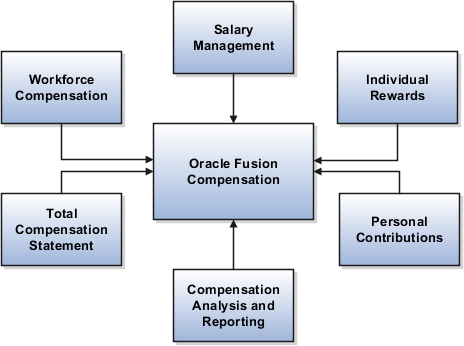 Salary
Management
Workforce
Compensation
Individual
Rewards
Oracle Fusion
Compensation
Total
Compensation
Statement
Personal
Contributions
Compensation
Analysis and
Reporting